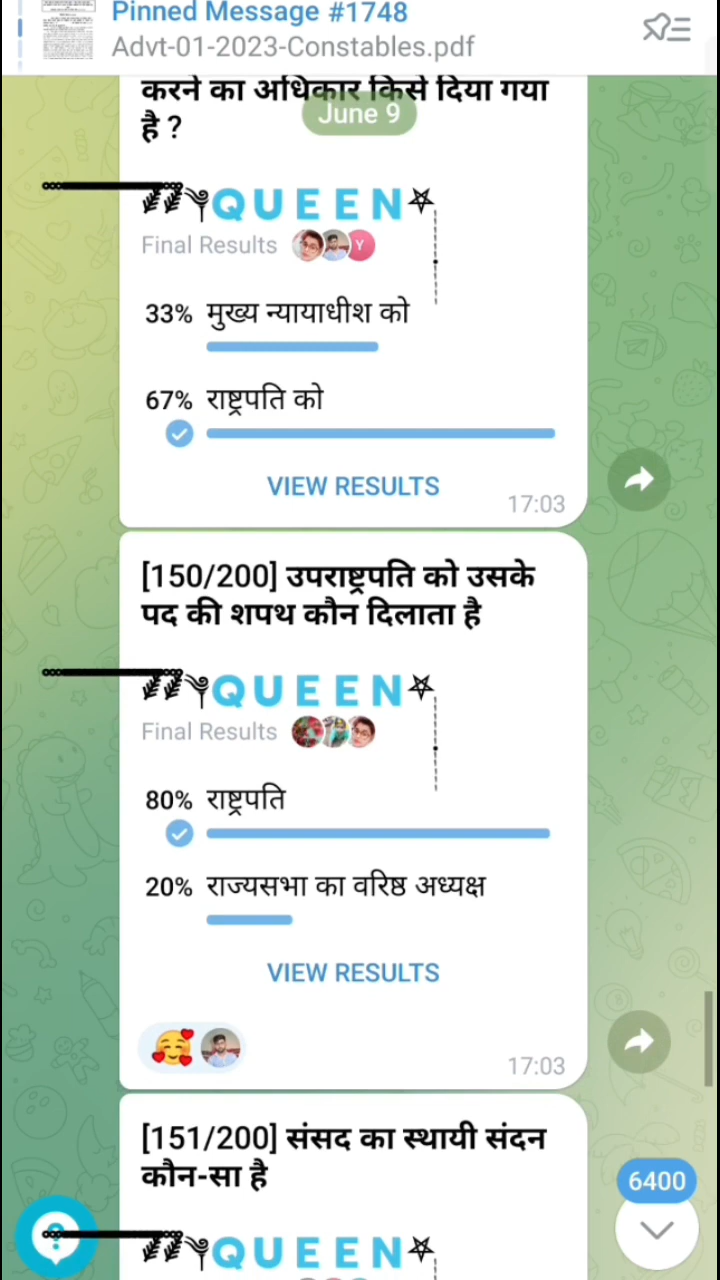 Pinned Message #1748
Advt-01-2023-Constables.pdf
करने का अधिकार किसे दिया गया
है ?
June 9
QUEEN
Final Results
Y
33% मुख्य न्यायाधीश को
67% राष्ट्रपति को
VIEW RESULTS
17:03
[150/200] उपराष्ट्रपति को उसके
पद की शपथ कौन दिलाता है
QUEEN
Final Results
80% राष्ट्रपति
20% राज्यसभा का वरिष्ठ अध्यक्ष
VIEW RESULTS
17:03
[151/200] संसद का स्थायी संदन
कौन-सा है
6400
QUEEN